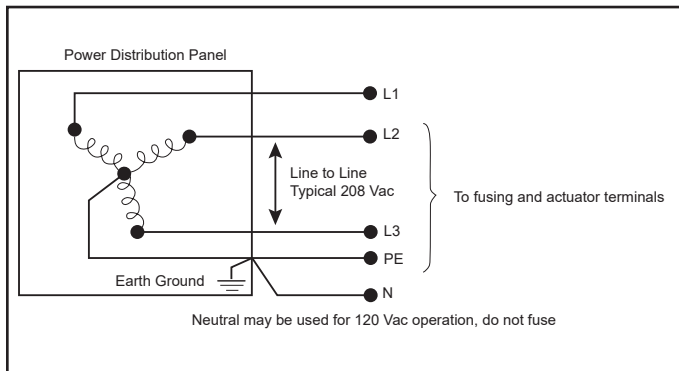 Power Distribution Panel
L1
L2
Line to Line
Typical 208 Vac
To fusing and actuator terminals
L3
PE
Earth Ground
N
Neutral may be used for 120 Vac operation, do not fuse